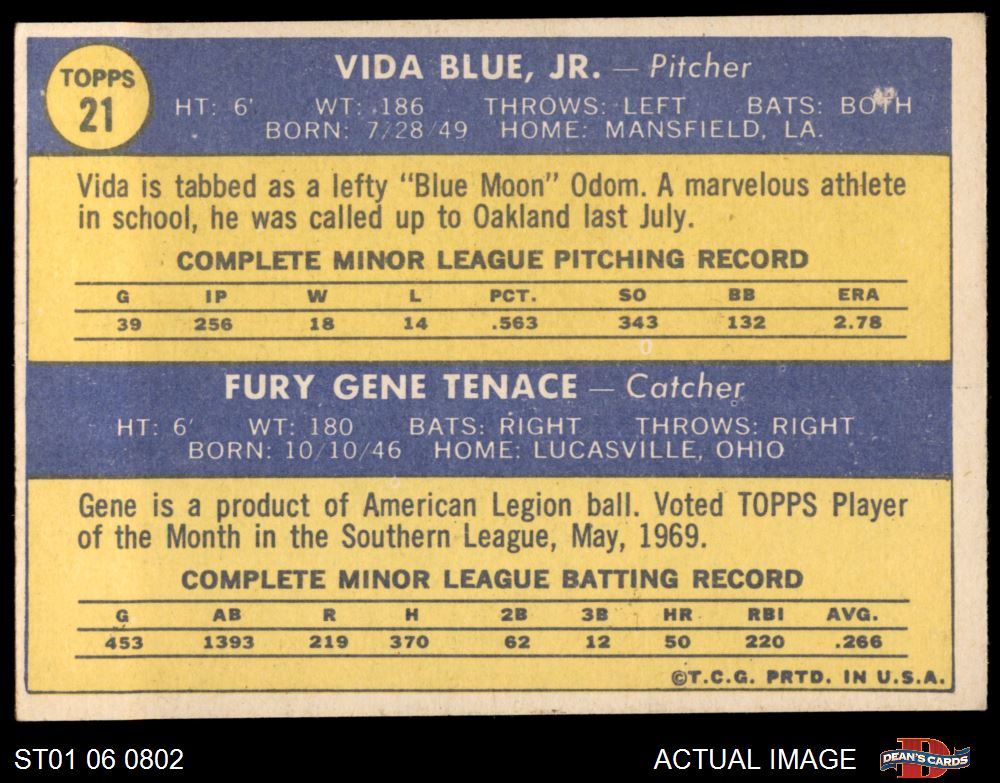 TOPPS
21
VIDA BLUE, JR. — Pitcher
HT: 6' WT: 186 THROWS: LEFT BATS: BOTH
BORN: 7/28/49 HOME: MANSFIELD, LA.
Vida is tabbed as a lefty "Blue Moon" Odom. A marvelous athlete
in school, he was called up to Oakland last July.
COMPLETE MINOR LEAGUE PITCHING RECORD
G IP W L PCT. SO BB ERA
39 256 18 14 .563 343 132 2.78
FURY GENE TENACE — Catcher
HT: 6' WT: 180 BATS: RIGHT THROWS: RIGHT
BORN: 10/10/46 HOME: LUCASVILLE, OHIO
Gene is a product of American Legion ball. Voted TOPPS Player
of the Month in the Southern League, May, 1969.
COMPLETE MINOR LEAGUE BATTING RECORD
G AB R H 2B 3B HR RBI AVG.
453 1393 219 370 62 12 50 220 .266
©T.C.G. PRTD. IN U.S.A.
ST01 06 0802
ACTUAL IMAGE
D
DEAN'S CARDS